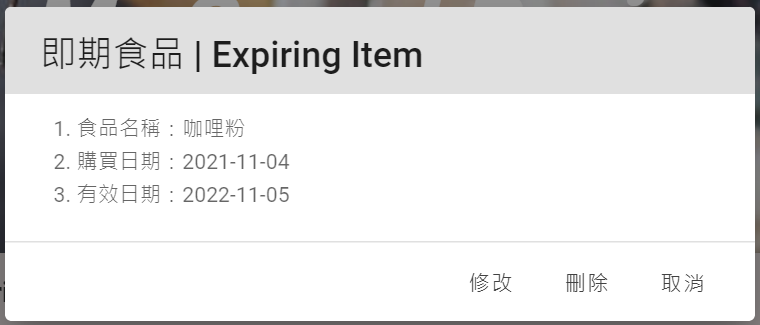 即期食品 | Expiring Item
1. 食品名稱：咖哩粉
2. 購買日期：2021-11-04
3. 有效日期：2022-11-05
修改 刪除 取消